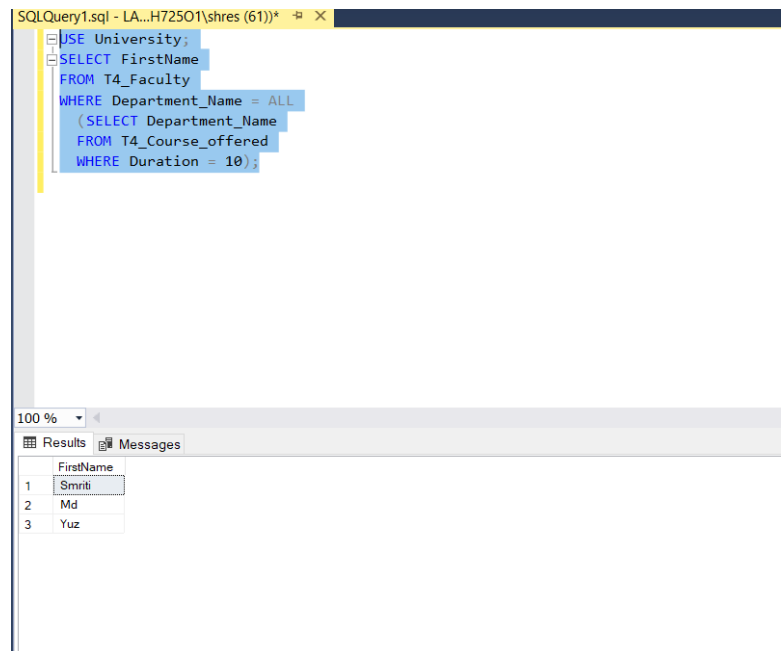 SQLQuery1.sql - LA...H725O1\shres (61))*
USE University;
SELECT FirstName
FROM T4_Faculty
WHERE Department_Name = ALL
(SELECT Department_Name
FROM T4_Course_offered
WHERE Duration = 10);
100 %
Results Messages
FirstName
1 Smriti
2 Md
3 Yuz